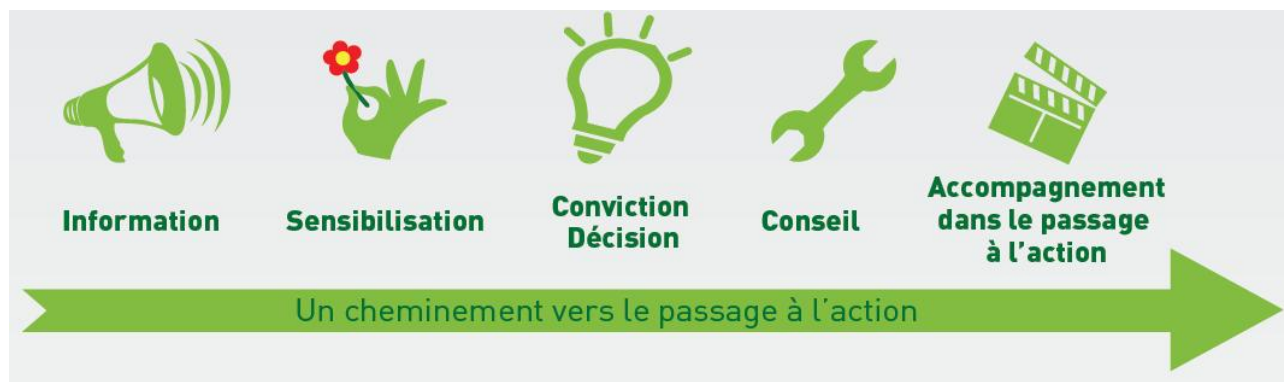 Information
Sensibilisation
Conviction
Décision
Conseil
Accompagnement
dans le passage
à l'action
Un cheminement vers le passage à l'action